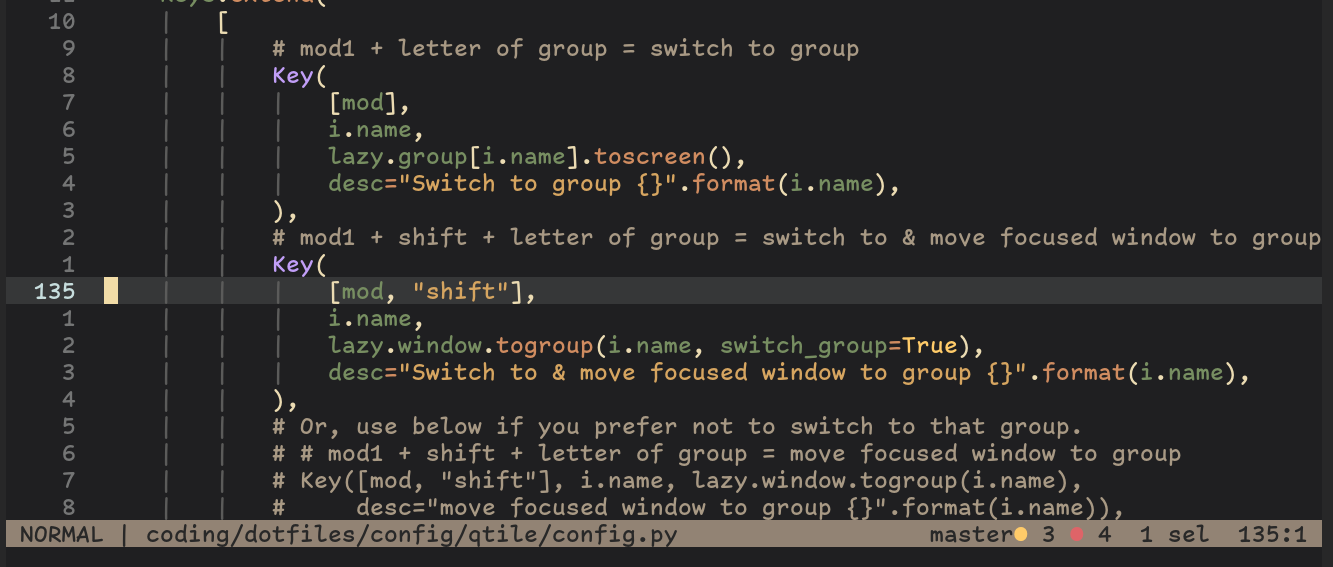 11 keys.extend(
10 [
9 # mod1 + letter of group = switch to group
8 Key(
7 [mod],
6 i.name,
5 lazy.group[i.name].toscreen(),
4 desc="Switch to group {}".format(i.name),
3 ),
2 # mod1 + shift + letter of group = switch to & move focused window to group
1 Key(
135 [mod, "shift"],
1 i.name,
2 lazy.window.togroup(i.name, switch_group=True),
3 desc="Switch to & move focused window to group {}".format(i.name),
4 ),
5 # Or, use below if you prefer not to switch to that group.
6 # # mod1 + shift + letter of group = move focused window to group
7 # Key([mod, "shift"], i.name, lazy.window.togroup(i.name),
8 # desc="move focused window to group {}".format(i.name)),
NORMAL | coding/dotfiles/config/qtile/config.py master 3 4 1 sel 135:1